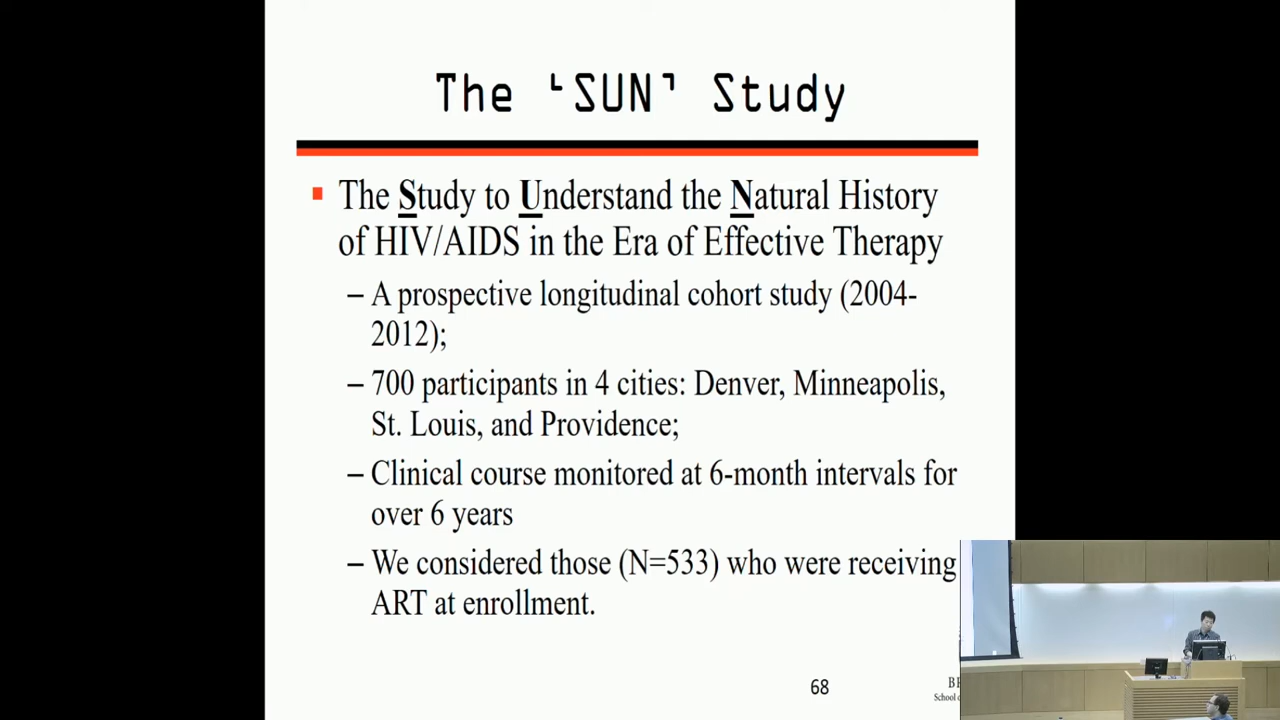 The ‘SUN’ Study
▪ The Study to Understand the Natural History
of HIV/AIDS in the Era of Effective Therapy
– A prospective longitudinal cohort study (2004-
2012);
– 700 participants in 4 cities: Denver, Minneapolis,
St. Louis, and Providence;
– Clinical course monitored at 6-month intervals for
over 6 years
– We considered those (N=533) who were receiving
ART at enrollment.
68
School